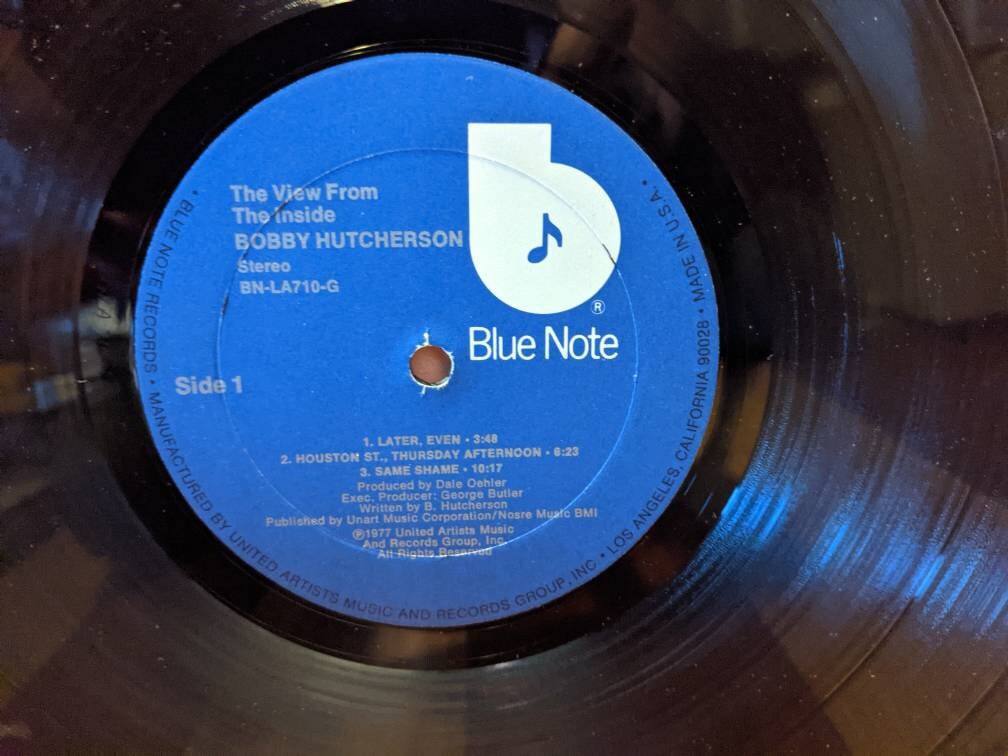 The View From
The Inside
BOBBY HUTCHERSON
Stereo
BN-LA710-G
®
Blue Note
Side 1
1. LATER, EVEN • 3:48
2. HOUSTON ST., THURSDAY AFTERNOON • 6:23
3. SAME SHAME • 10:17
Produced by Dale Oehler
Exec. Producer: George Butler
Written by B. Hutcherson
Published by Unart Music Corporation/Nosre Music BMI
℗1977 United Artists Music
And Records Group, Inc.
All Rights Reserved
• BLUE NOTE RECORDS • MANUFACTURED BY UNITED ARTISTS MUSIC AND RECORDS GROUP, INC • LOS ANGELES, CALIFORNIA 90028 • MADE IN U.S.A. •